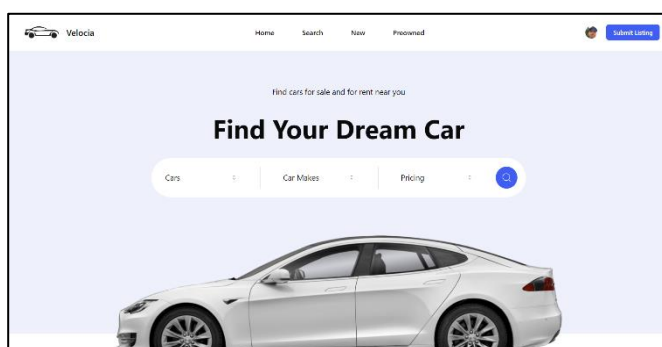 Velocia
Home Search New Preowned
Submit Listing
Find cars for sale and for rent near you
Find Your Dream Car
Cars Car Makes Pricing